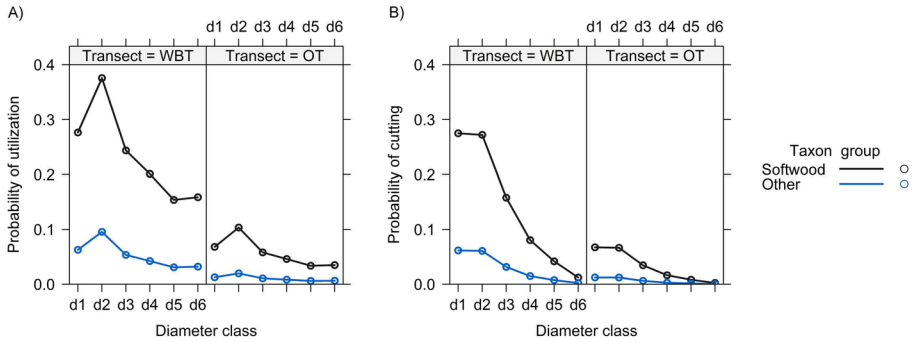 A)
d1 d2 d3 d4 d5 d6
Transect = WBT
Transect = OT
0.4
0.3
0.2
0.1
0.0
Probability of utilization
d1 d2 d3 d4 d5 d6
Diameter class
B)
d1 d2 d3 d4 d5 d6
Transect = WBT
Transect = OT
0.4
0.3
0.2
0.1
0.0
Probability of cutting
d1 d2 d3 d4 d5 d6
Diameter class
Taxon group
Softwood
Other